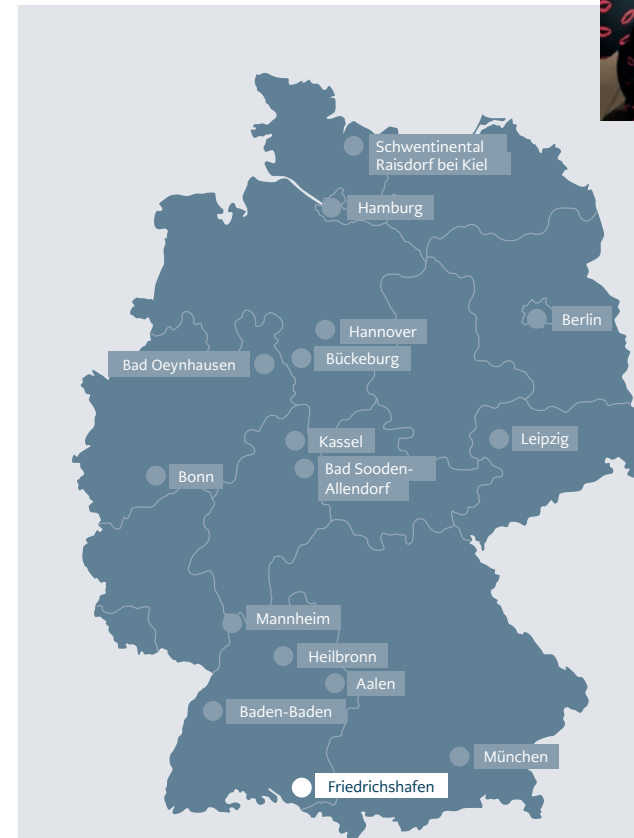 Schwentinental
Raisdorf bei Kiel
Hamburg
Berlin
Hannover
Bückeburg
Bad Oeynhausen
Leipzig
Kassel
Bad Sooden-
Allendorf
Bonn
Mannheim
Heilbronn
Aalen
Baden-Baden
München
Friedrichshafen